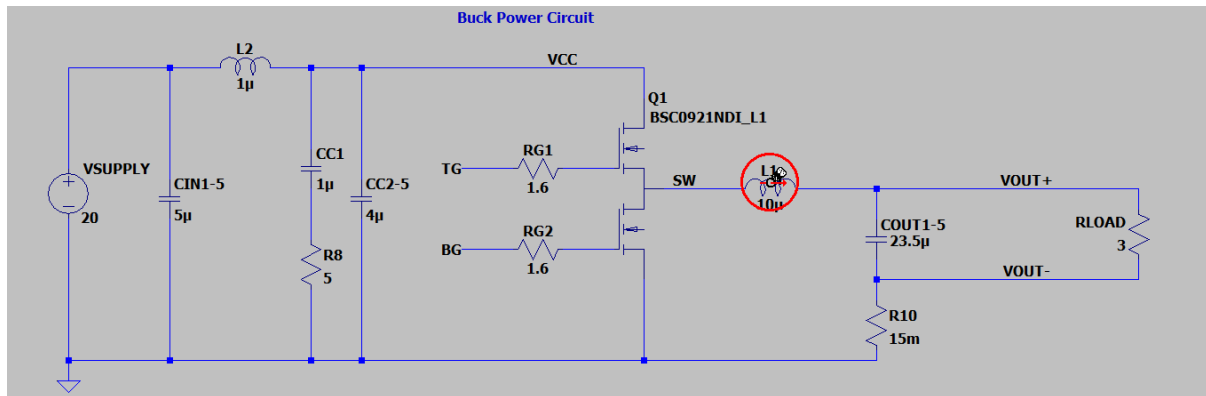 Buck Power Circuit
L2
1µ
VCC
Q1
BSC0921NDI_L1
VSUPPLY
20
CIN1-5
5µ
CC1
1µ
CC2-5
4µ
R8
5
TG
RG1
1.6
BG
RG2
1.6
SW
L1
10µ
VOUT+
COUT1-5
23.5µ
RLOAD
3
VOUT-
R10
15m